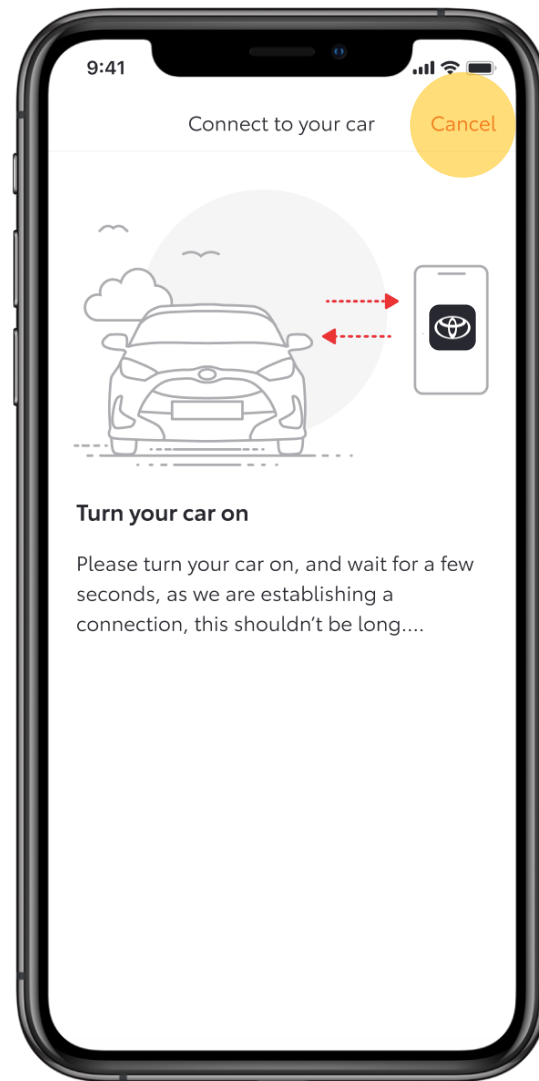 9:41
Connect to your car Cancel
Turn your car on
Please turn your car on, and wait for a few
seconds, as we are establishing a
connection, this shouldn’t be long....